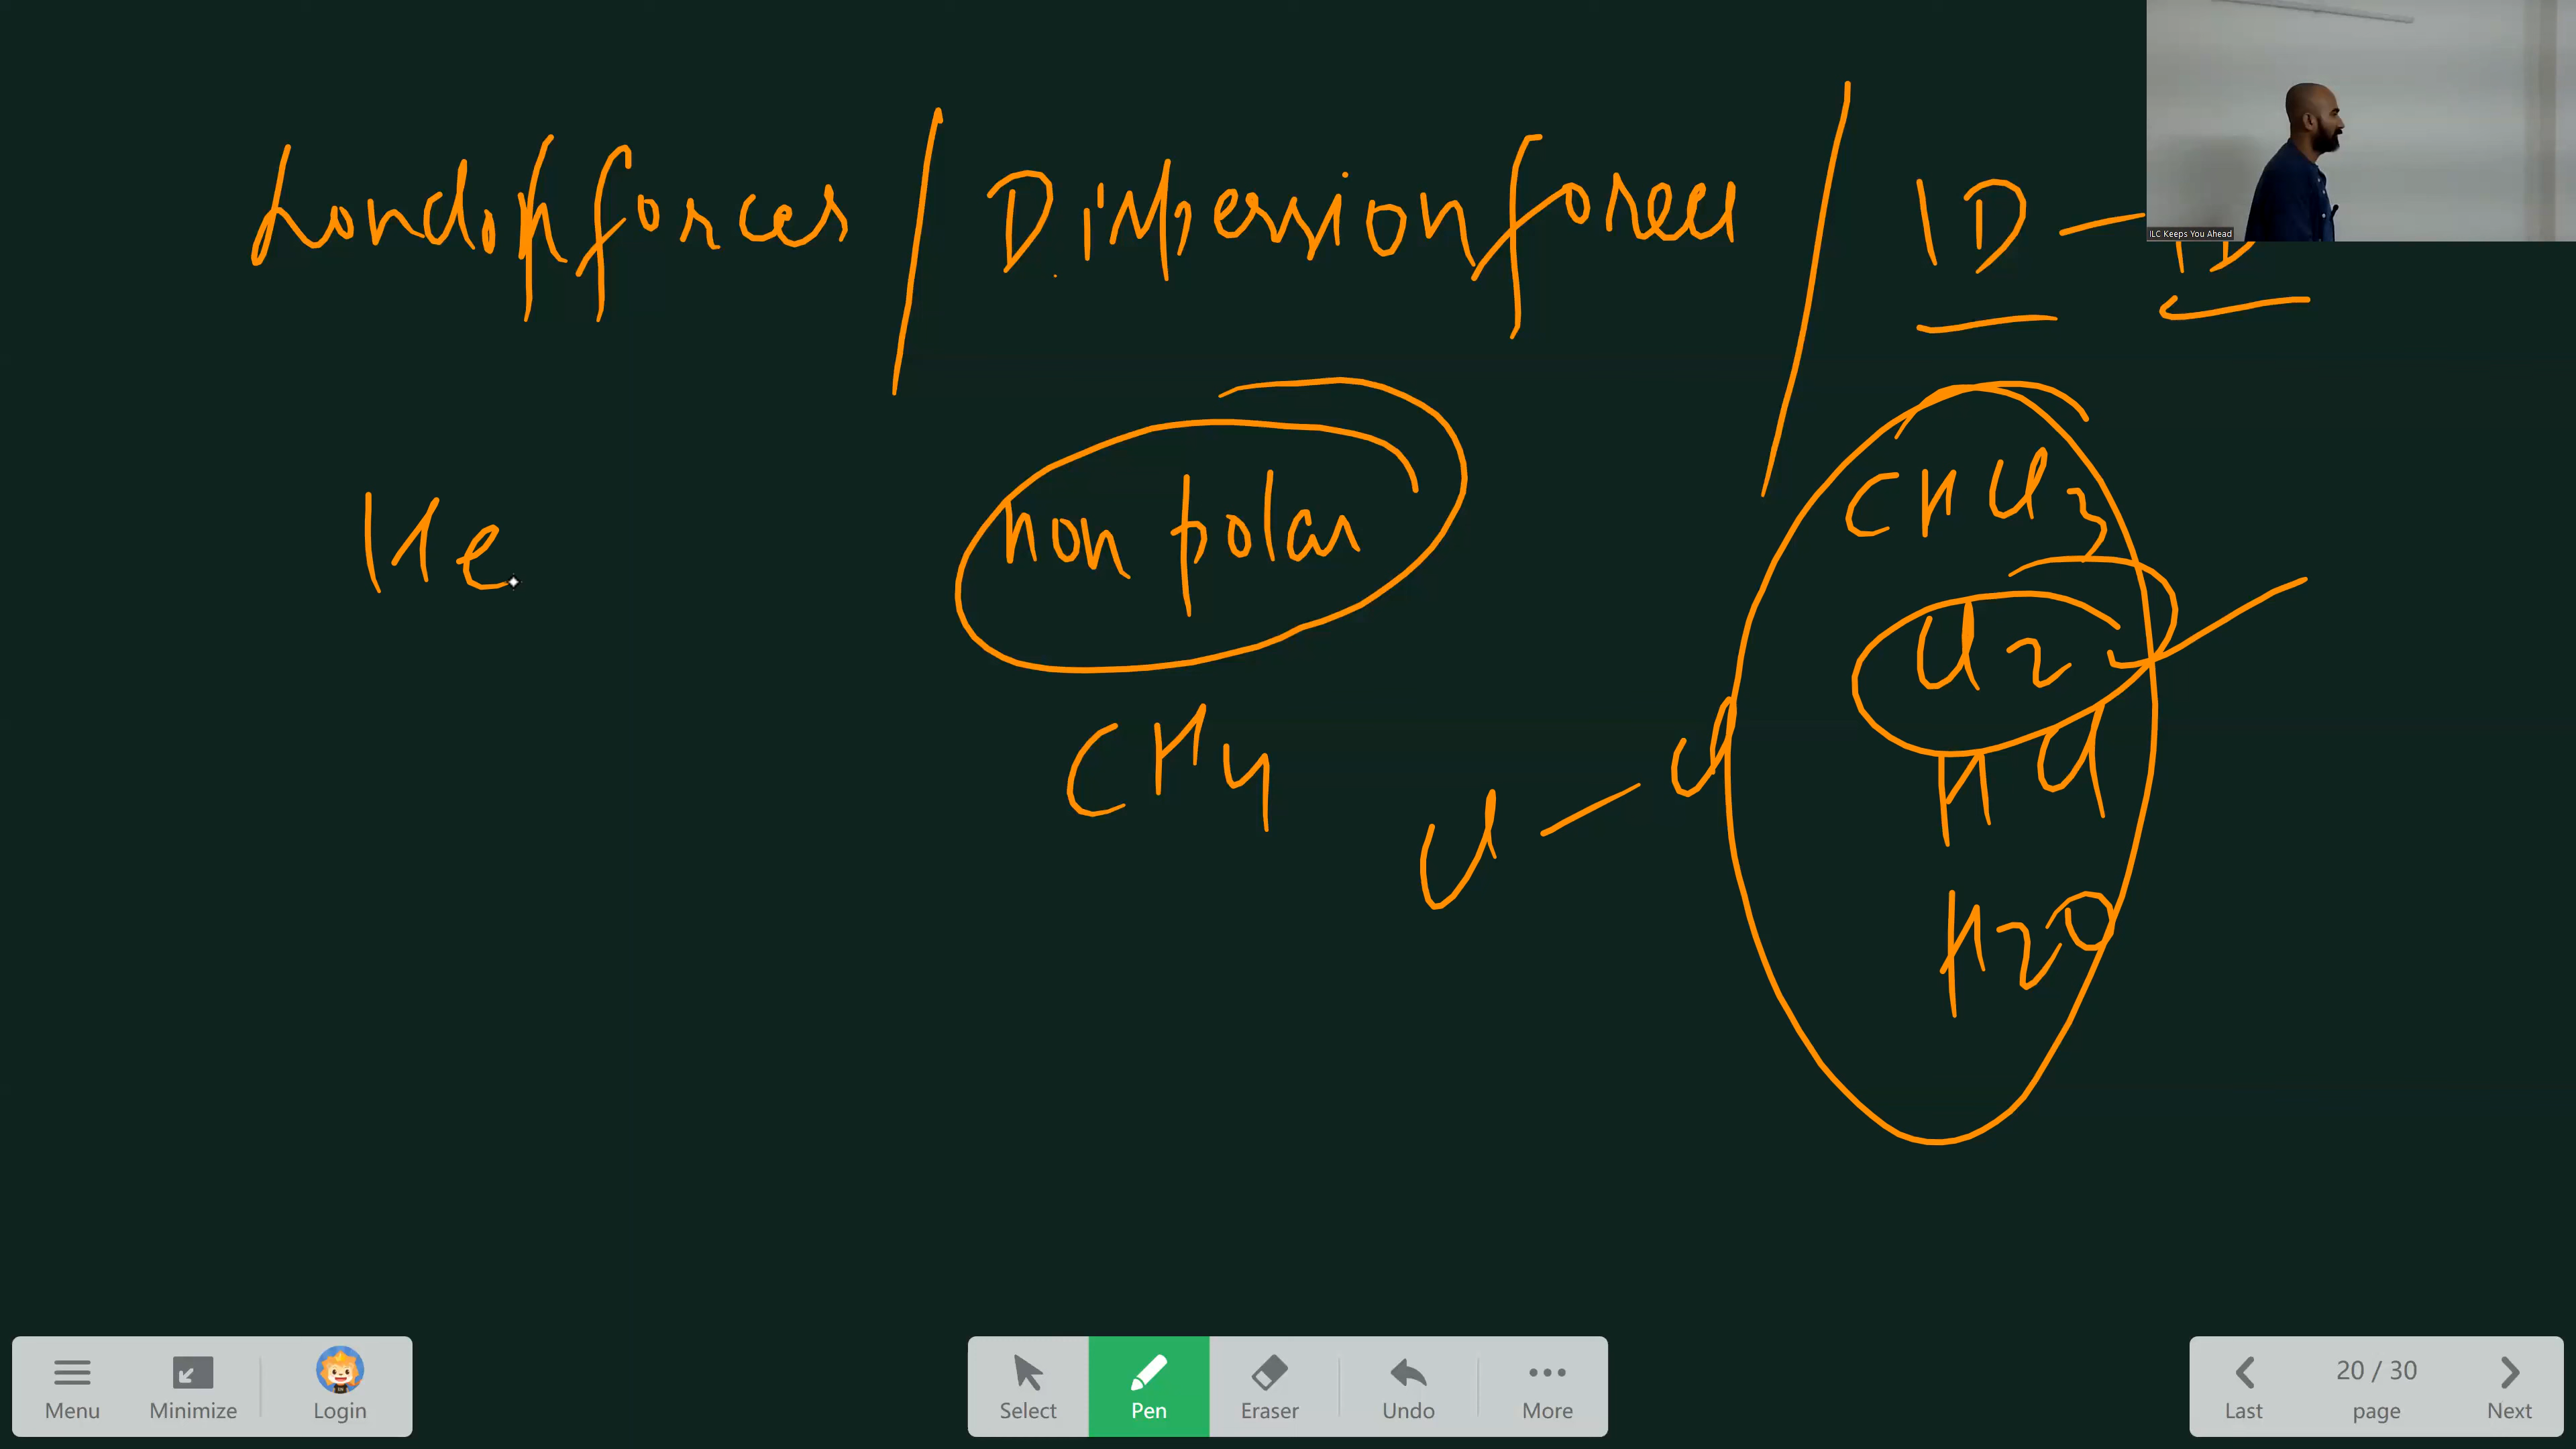 London forces / Dispersion forces / ID - ID
ILC Keeps You Ahead
He
non polar
CHCl3
Cl2
CH4
Cl - Cl
HCl
H2O
Menu
Minimize
Login
Select
Pen
Eraser
Undo
More
Last
20 / 30
page
Next